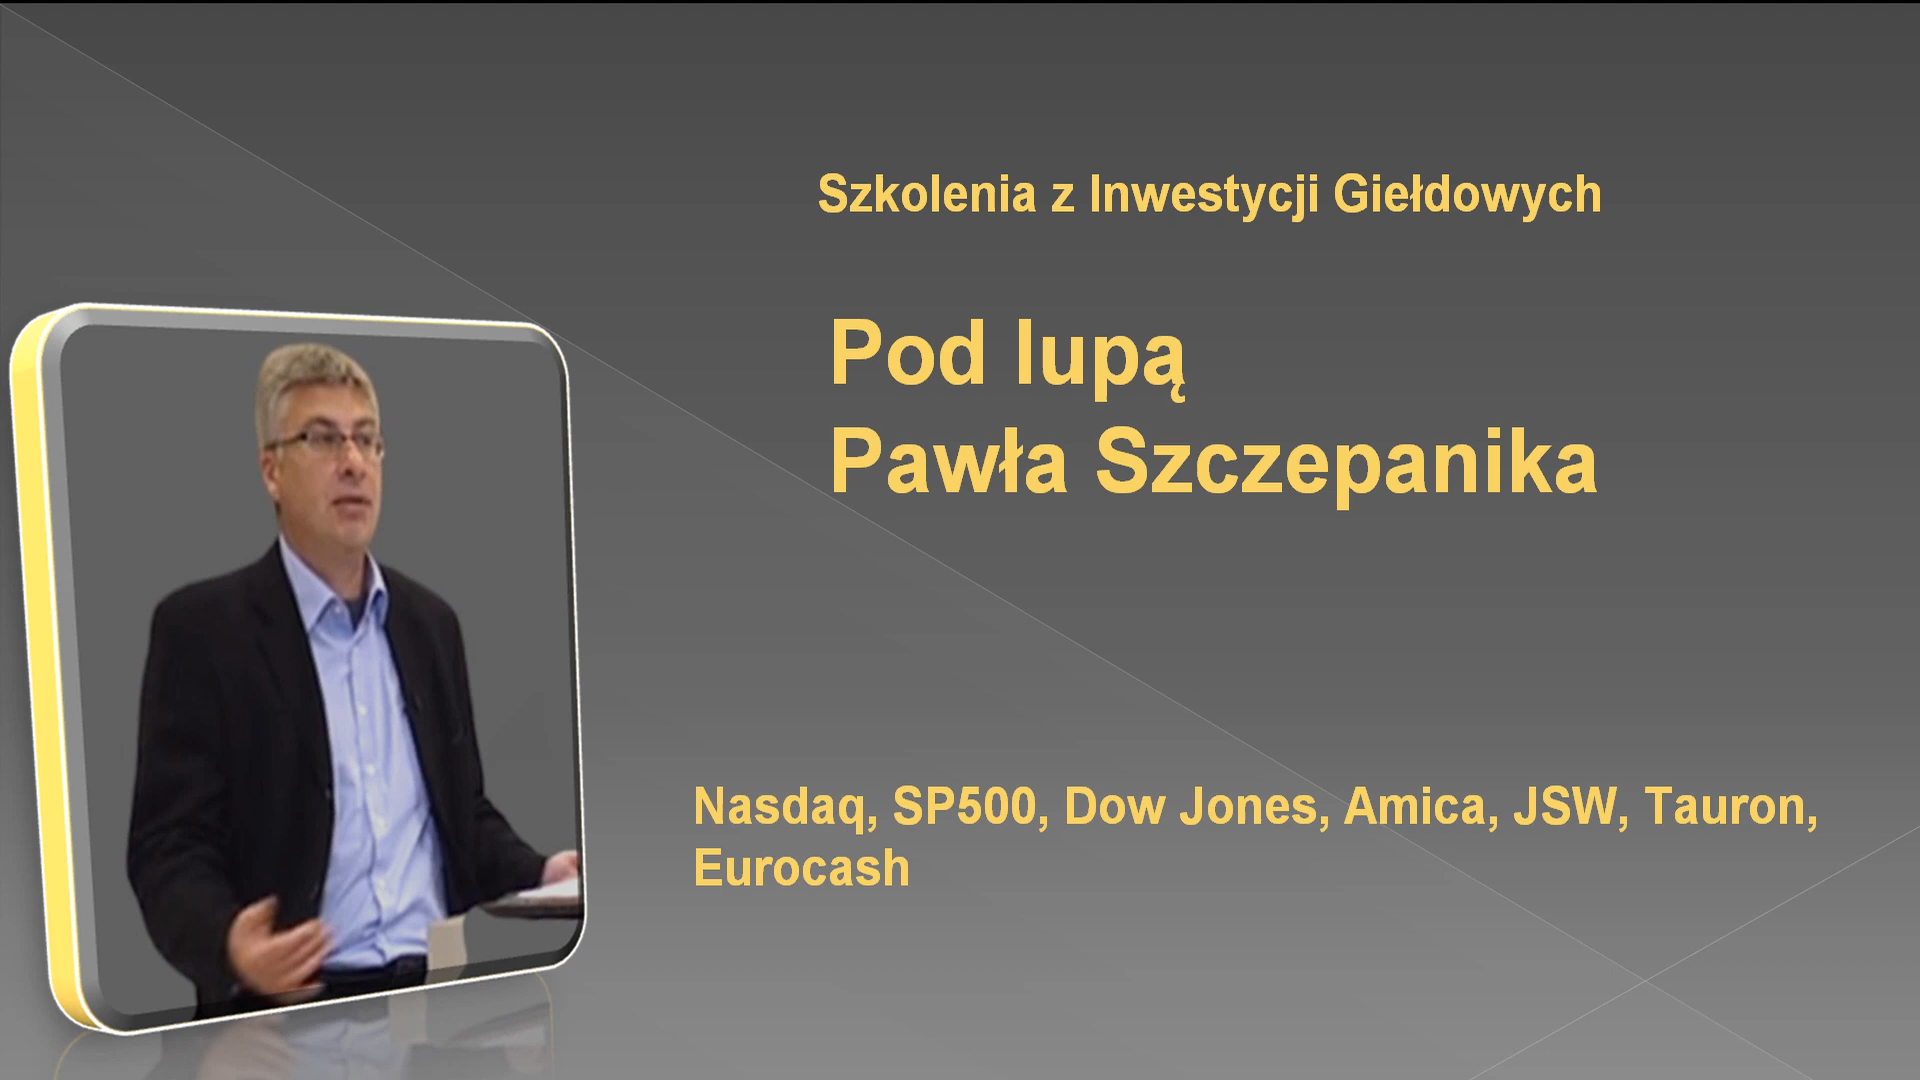 Szkolenia z Inwestycji Giełdowych
Pod lupą
Pawła Szczepanika
Nasdaq, SP500, Dow Jones, Amica, JSW, Tauron,
Eurocash